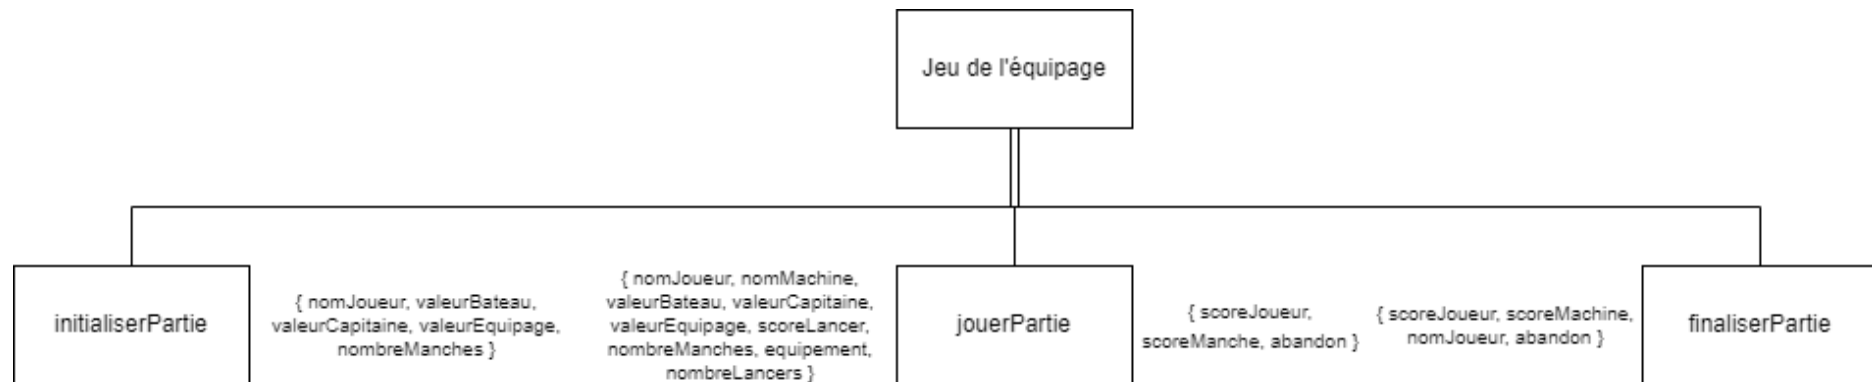 Jeu de l'équipage
initialiserPartie
{ nomJoueur, valeurBateau,
valeurCapitaine, valeurEquipage,
nombreManches }
{ nomJoueur, nomMachine,
valeurBateau, valeurCapitaine,
valeurEquipage, scoreLancer,
nombreManches, equipement,
nombreLancers }
jouerPartie
{ scoreJoueur,
scoreManche, abandon }
{ scoreJoueur, scoreMachine,
nomJoueur, abandon }
finaliserPartie